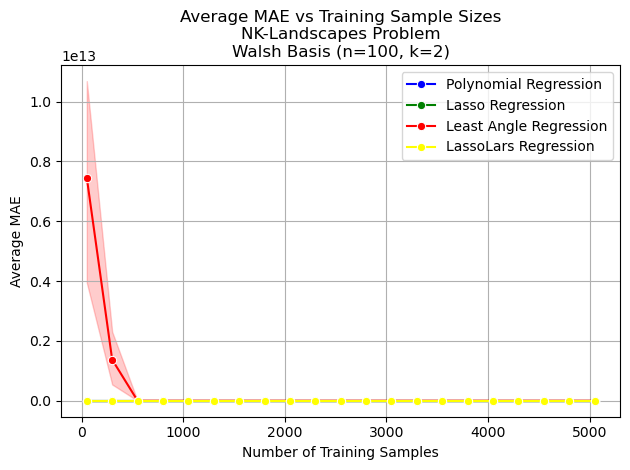 Average MAE vs Training Sample Sizes
NK-Landscapes Problem
Walsh Basis (n=100, k=2)
1e13
Polynomial Regression
Lasso Regression
Least Angle Regression
LassoLars Regression
1.0
0.8
0.6
0.4
0.2
0.0
Average MAE
0 1000 2000 3000 4000 5000
Number of Training Samples